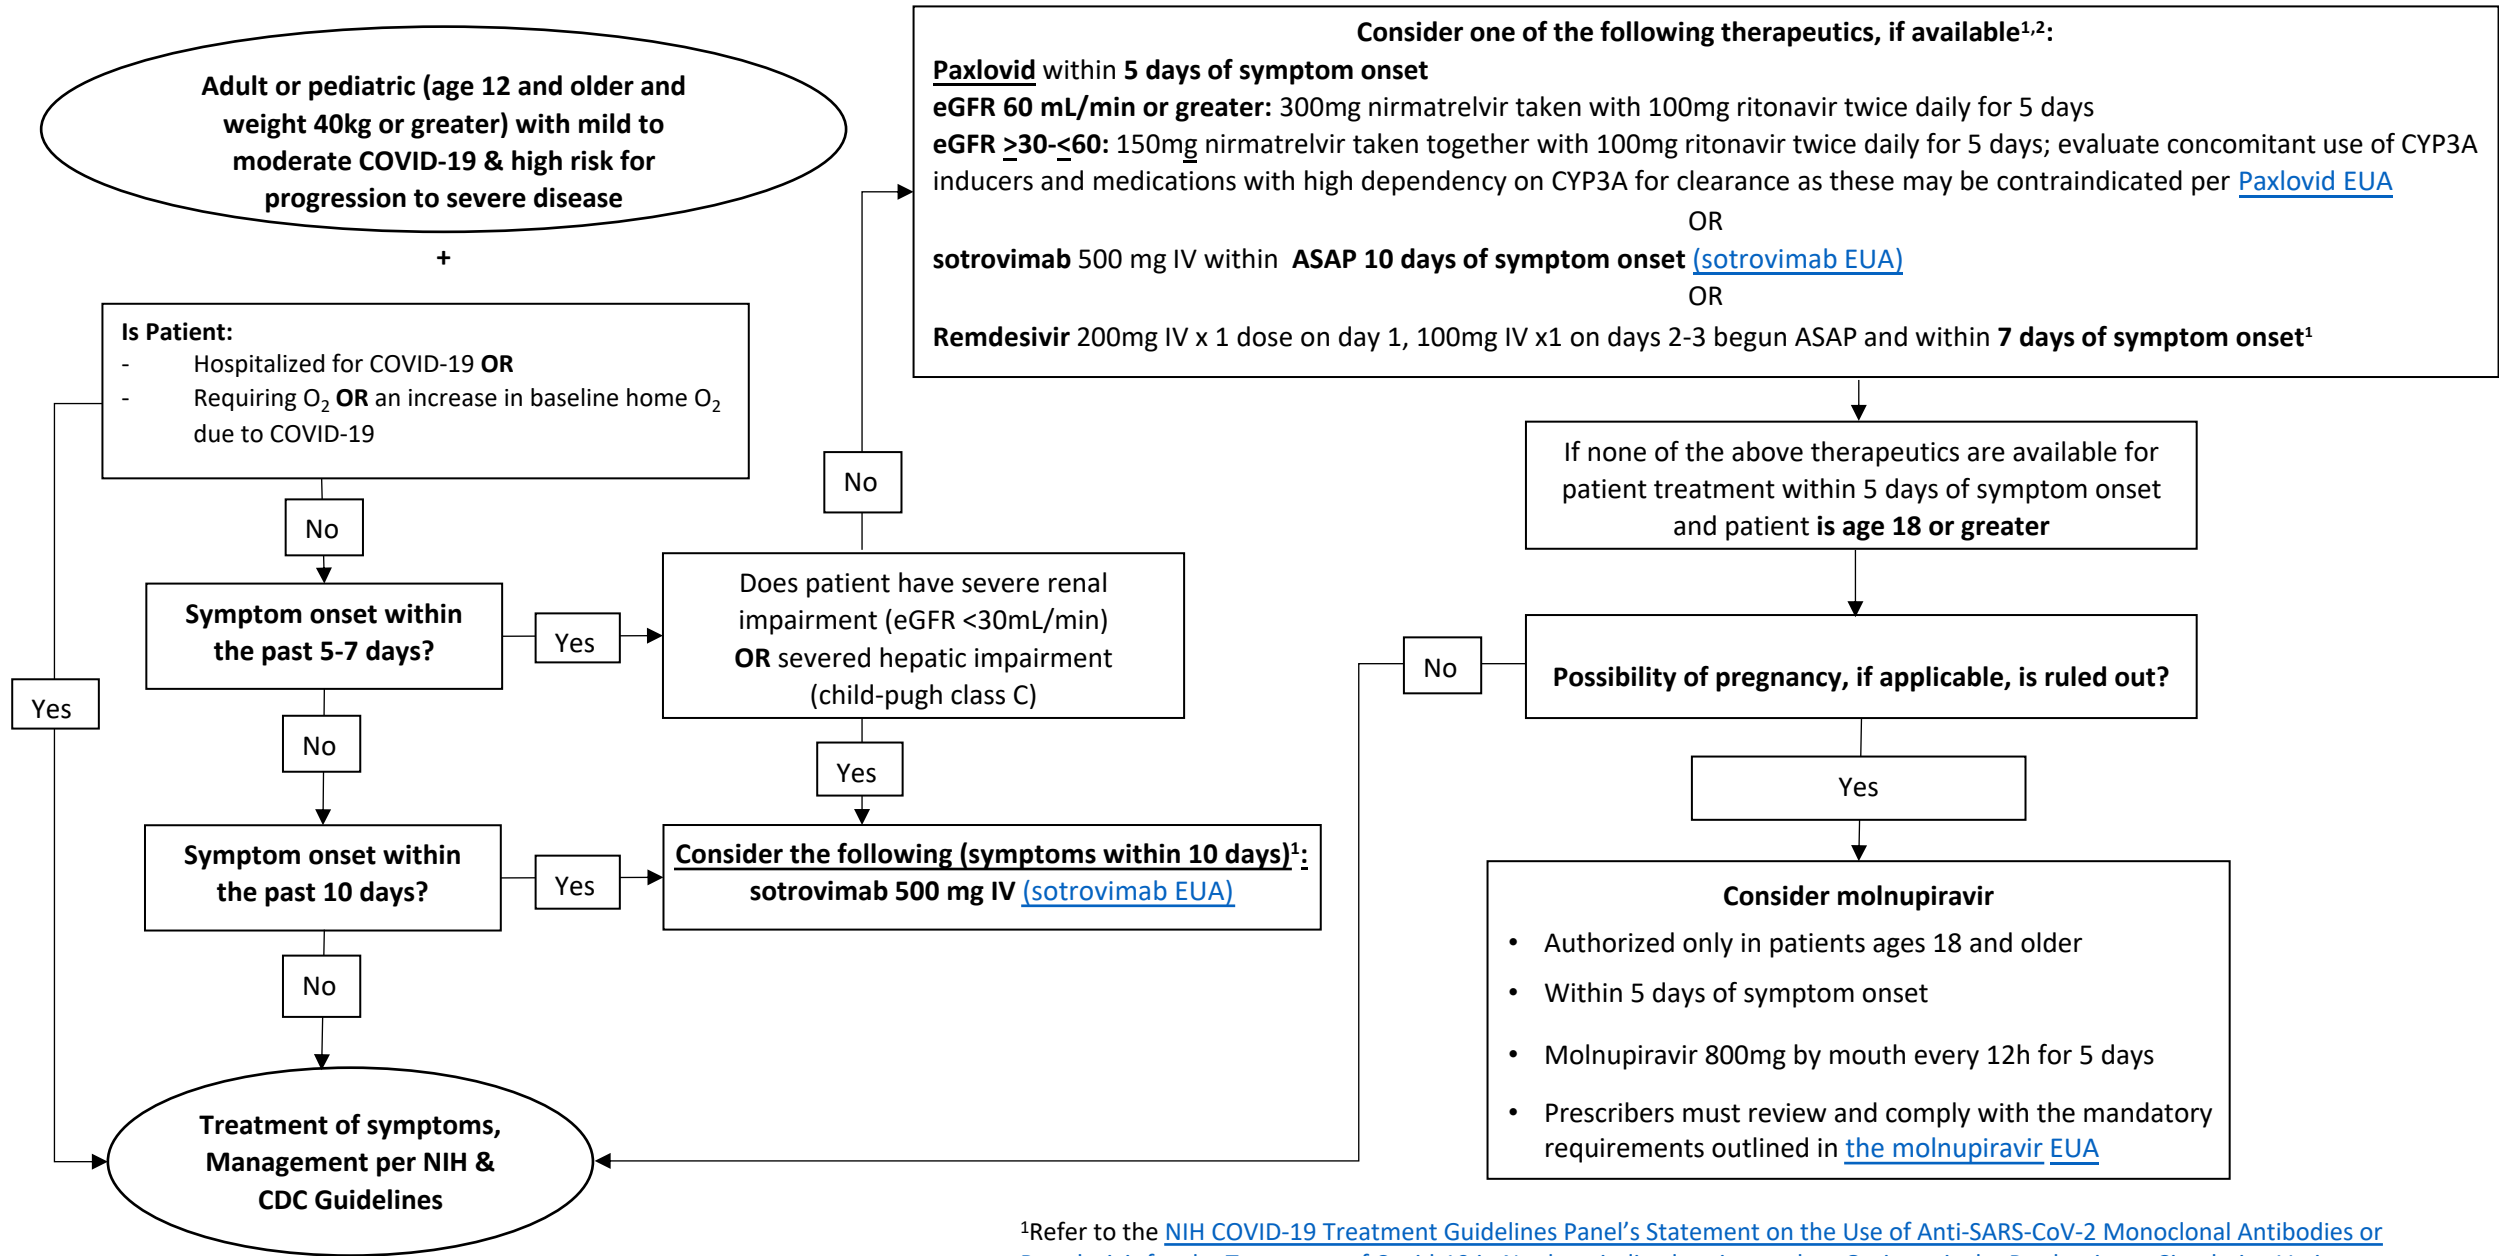 Adult or pediatric (age 12 and older and
weight 40kg or greater) with mild to
moderate COVID-19 & high risk for
progression to severe disease
+
Is Patient:
- Hospitalized for COVID-19 OR
- Requiring O2 OR an increase in baseline home O2
due to COVID-19
Yes
No
Symptom onset within
the past 5-7 days?
Yes
No
Symptom onset within
the past 10 days?
Yes
No
Treatment of symptoms,
Management per NIH &
CDC Guidelines
Does patient have severe renal
impairment (eGFR <30mL/min)
OR severed hepatic impairment
(child-pugh class C)
No
Yes
Consider the following (symptoms within 10 days)1:
sotrovimab 500 mg IV (sotrovimab EUA)
Consider one of the following therapeutics, if available1,2:
Paxlovid within 5 days of symptom onset
eGFR 60 mL/min or greater: 300mg nirmatrelvir taken with 100mg ritonavir twice daily for 5 days
eGFR >30-<60: 150mg nirmatrelvir taken together with 100mg ritonavir twice daily for 5 days; evaluate concomitant use of CYP3A
inducers and medications with high dependency on CYP3A for clearance as these may be contraindicated per Paxlovid EUA
OR
sotrovimab 500 mg IV within ASAP 10 days of symptom onset (sotrovimab EUA)
OR
Remdesivir 200mg IV x 1 dose on day 1, 100mg IV x1 on days 2-3 begun ASAP and within 7 days of symptom onset1
If none of the above therapeutics are available for
patient treatment within 5 days of symptom onset
and patient is age 18 or greater
Possibility of pregnancy, if applicable, is ruled out?
No
Yes
Consider molnupiravir
• Authorized only in patients ages 18 and older
• Within 5 days of symptom onset
• Molnupiravir 800mg by mouth every 12h for 5 days
• Prescribers must review and comply with the mandatory
requirements outlined in the molnupiravir EUA
1Refer to the NIH COVID-19 Treatment Guidelines Panel's Statement on the Use of Anti-SARS-CoV-2 Monoclonal Antibodies or